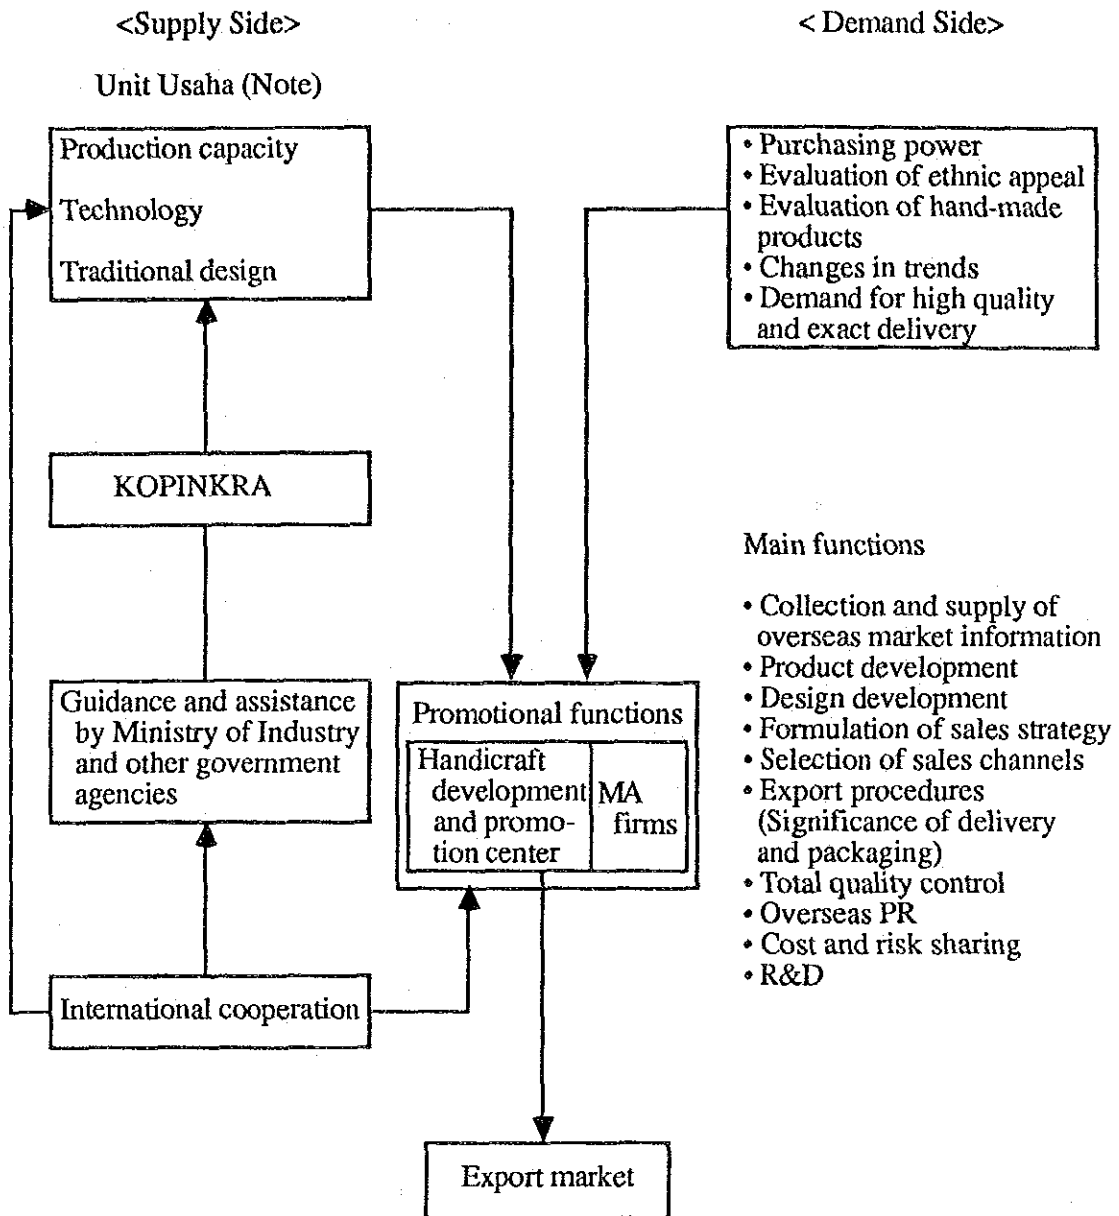 <Supply Side>
< Demand Side>
Unit Usaha (Note)
Production capacity
Technology
Traditional design
• Purchasing power
• Evaluation of ethnic appeal
• Evaluation of hand-made
products
• Changes in trends
• Demand for high quality
and exact delivery
KOPINKRA
Guidance and assistance
by Ministry of Industry
and other government
agencies
Promotional functions
Handicraft
development
and promo-
tion center
MA
firms
International cooperation
Export market
Main functions
• Collection and supply of
overseas market information
• Product development
• Design development
• Formulation of sales strategy
• Selection of sales channels
• Export procedures
(Significance of delivery
and packaging)
• Total quality control
• Overseas PR
• Cost and risk sharing
• R&D